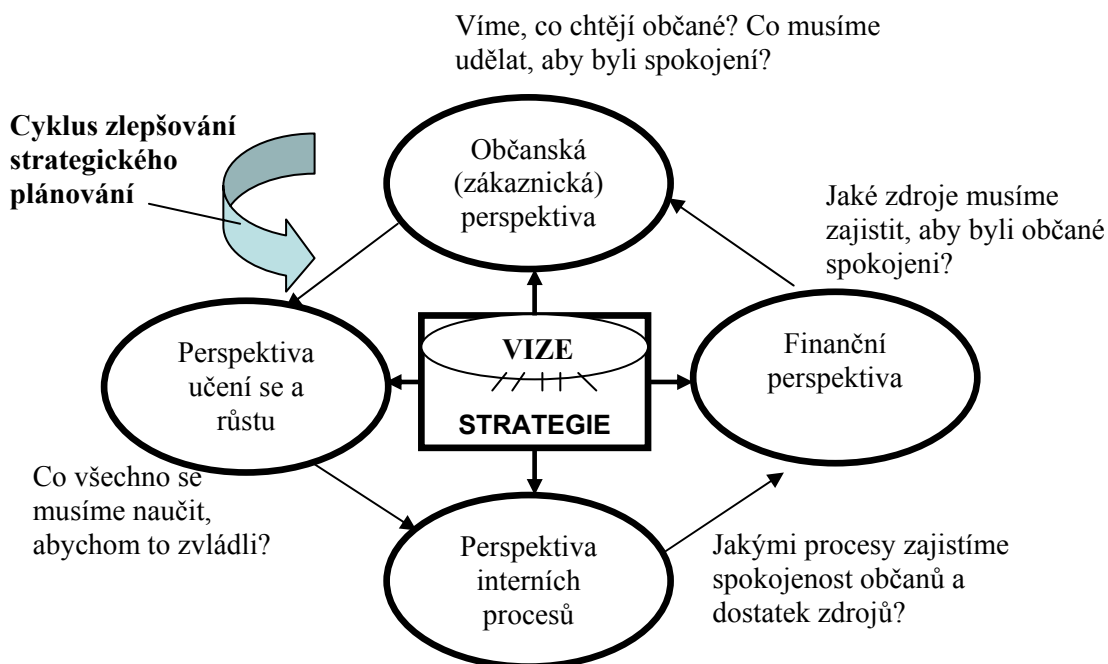 Víme, co chtějí občané? Co musíme
udělat, aby byli spokojení?
Cyklus zlepšování
strategického
plánování
Občanská
(zákaznická)
perspektiva
Jaké zdroje musíme
zajistit, aby byli občané
spokojeni?
Perspektiva
učení se a
růstu
VIZE
STRATEGIE
Finanční
perspektiva
Co všechno se
musíme naučit,
abychom to zvládli?
Perspektiva
interních
procesů
Jakými procesy zajistíme
spokojenost občanů a
dostatek zdrojů?